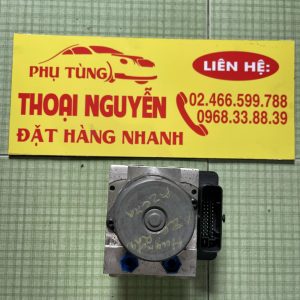 PHỤ TÙNG
LIÊN HỆ:
THOẠI NGUYỄN
02.466.599.788
0968.33.88.39
ĐẶT HÀNG NHANH